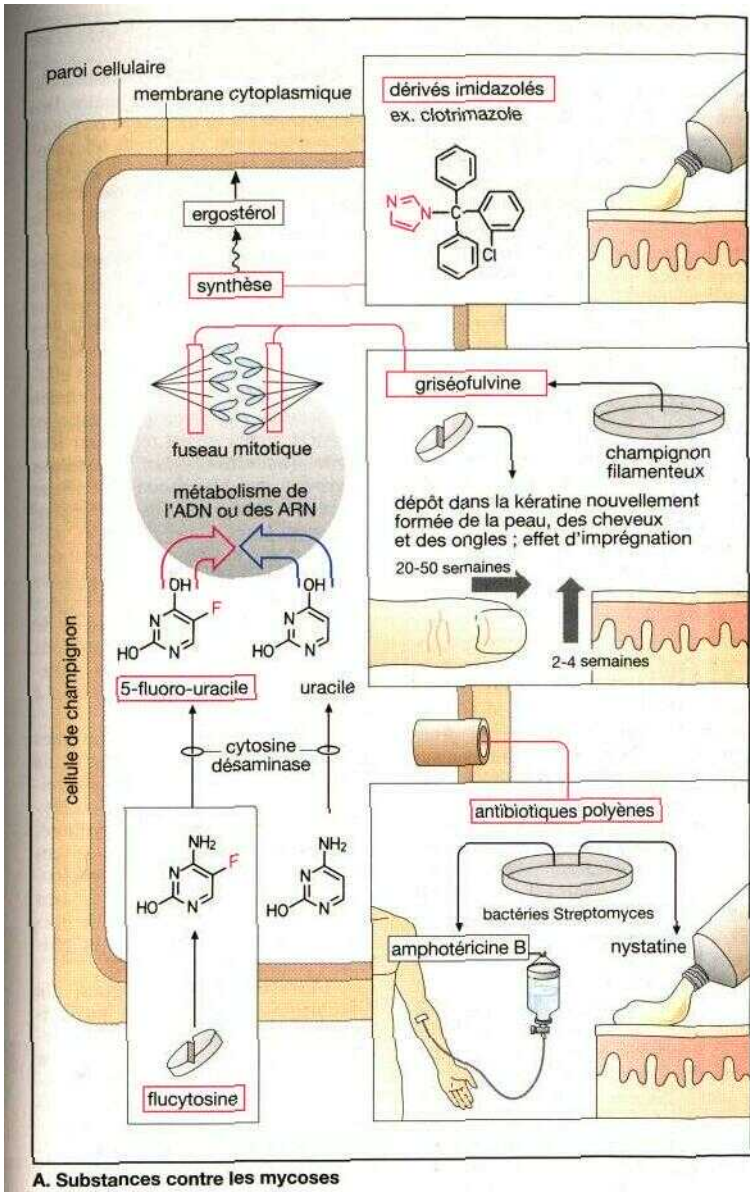 paroi cellulaire
membrane cytoplasmique
dérivés imidazolés
ex. clotrimazole
N
N
C
Cl
ergostérol
synthèse
griséofulvine
champignon
filamenteux
fuseau mitotique
métabolisme de
l'ADN ou des ARN
dépôt dans la kératine nouvellement
formée de la peau, des cheveux
et des ongles ; effet d'imprégnation
20-50 semaines
2-4 semaines
OH
F
N
HO
N
OH
N
HO
N
5-fluoro-uracile
uracile
cytosine
désaminase
cellule de champignon
antibiotiques polyènes
bactéries Streptomyces
amphotéricine B
nystatine
NH₂
F
N
HO
N
NH₂
N
HO
N
flucytosine
A. Substances contre les mycoses